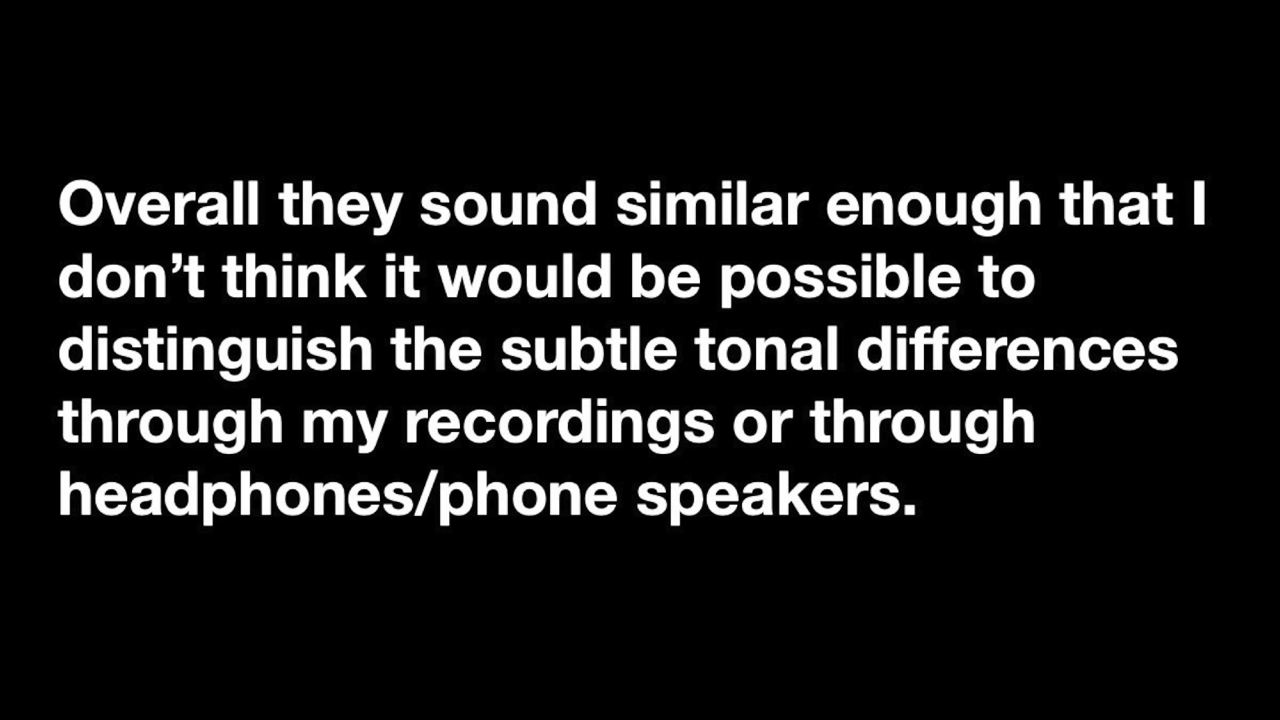 Overall they sound similar enough that I
don’t think it would be possible to
distinguish the subtle tonal differences
through my recordings or through
headphones/phone speakers.